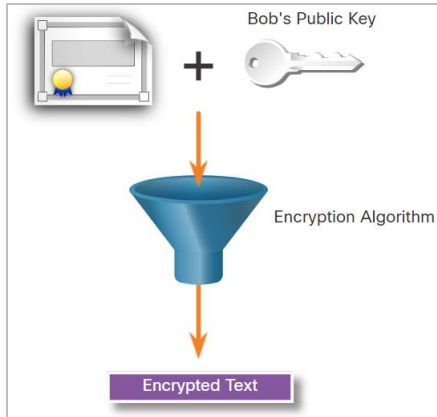 Bob's Public Key
+
Encryption Algorithm
Encrypted Text